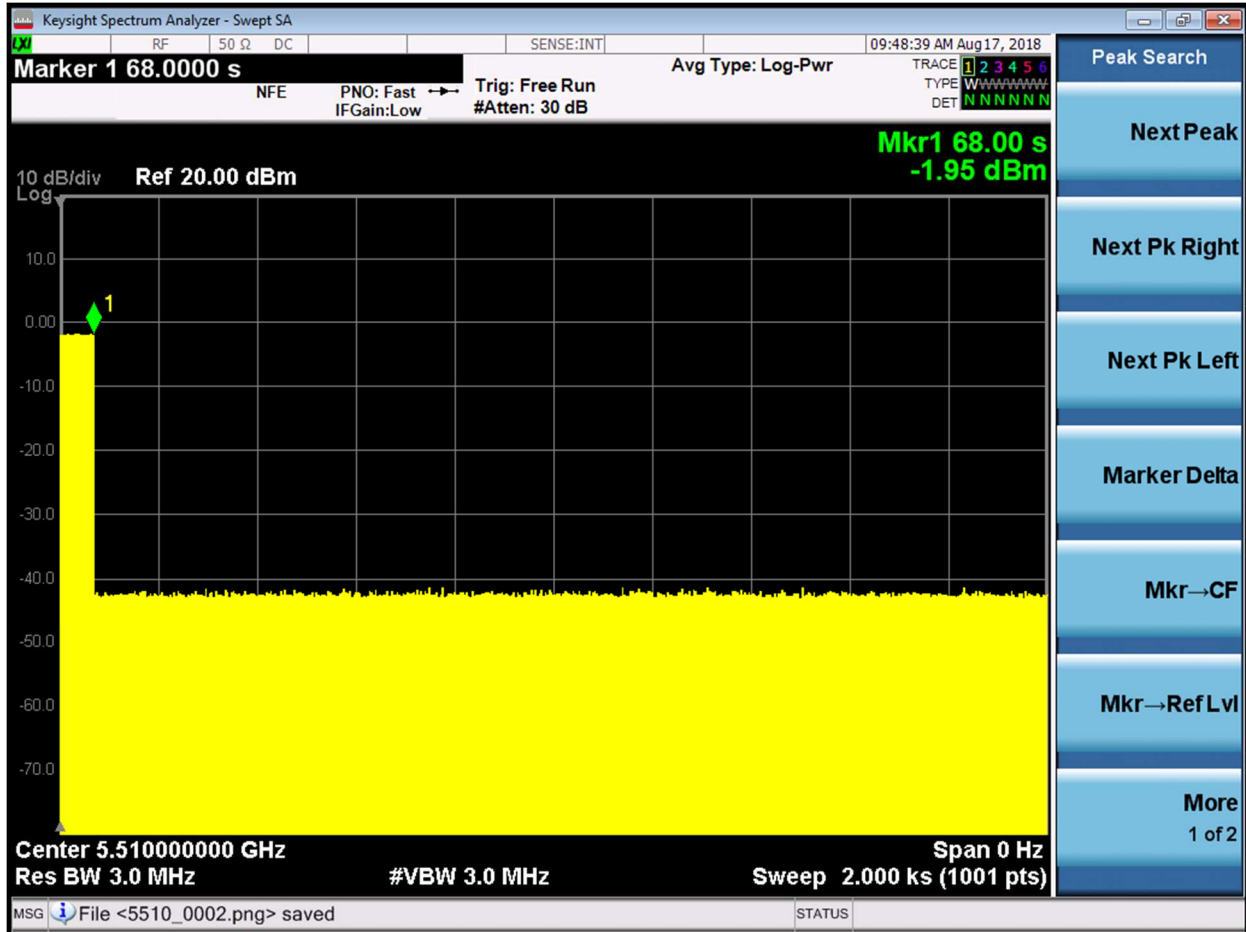 Keysight Spectrum Analyzer - Swept SA
LXI RF 50 Ω DC SENSE:INT 09:48:39 AM Aug17, 2018
Marker 1 68.0000 s
NFE PNO: Fast IFGain:Low
Trig: Free Run
#Atten: 30 dB
Avg Type: Log-Pwr
TRACE 1 2 3 4 5 6
TYPE WWWWWWW
DET N N N N N N
Mkr1 68.00 s
-1.95 dBm
10 dB/div Ref 20.00 dBm
Log
10.0
1
0.00
-10.0
-20.0
-30.0
-40.0
-50.0
-60.0
-70.0
Center 5.510000000 GHz Span 0 Hz
Res BW 3.0 MHz #VBW 3.0 MHz Sweep 2.000 ks (1001 pts)
MSG File <5510_0002.png> saved STATUS
Peak Search
Next Peak
Next Pk Right
Next Pk Left
Marker Delta
Mkr→CF
Mkr→Ref Lvl
More
1 of 2